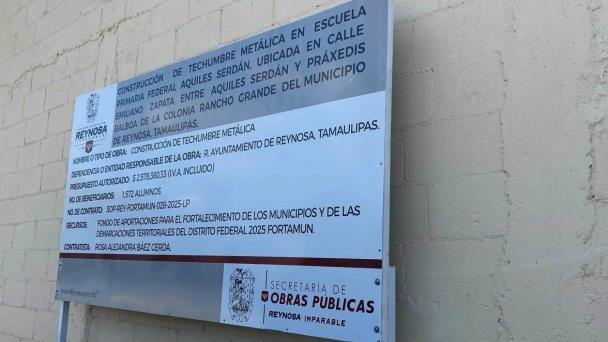 CONSTRUCCIÓN DE TECHUMBRE METÁLICA EN ESCUELA
PRIMARIA FEDERAL AQUILES SERDÁN, UBICADA EN CALLE
EMILIANO ZAPATA ENTRE AQUILES SERDÁN Y PRÁXEDIS
BALBOA DE LA COLONIA RANCHO GRANDE DEL MUNICIPIO
DE REYNOSA, TAMAULIPAS.
REYNOSA
NOMBRE O TIPO DE OBRA: CONSTRUCCIÓN DE TECHUMBRE METÁLICA
DEPENDENCIA O ENTIDAD RESPONSABLE DE LA OBRA: R. AYUNTAMIENTO DE REYNOSA, TAMAULIPAS.
PRESUPUESTO AUTORIZADO: $ 2,578,360.33 (I.V.A. INCLUIDO)
NO. DE BENEFICIARIOS: 1,572 ALUMNOS.
NO. DE CONTRATO: SOP-REY-FORTAMUN-028-2025-LP
RECURSOS: FONDO DE APORTACIONES PARA EL FORTALECIMIENTO DE LOS MUNICIPIOS Y DE LAS
DEMARCACIONES TERRITORIALES DEL DISTRITO FEDERAL 2025 FORTAMUN.
CONTRATISTA: ROSA ALEJANDRA BÁEZ CERDA.
SECRETARÍA DE
OBRAS PÚBLICAS
REYNOSA IMPARABLE